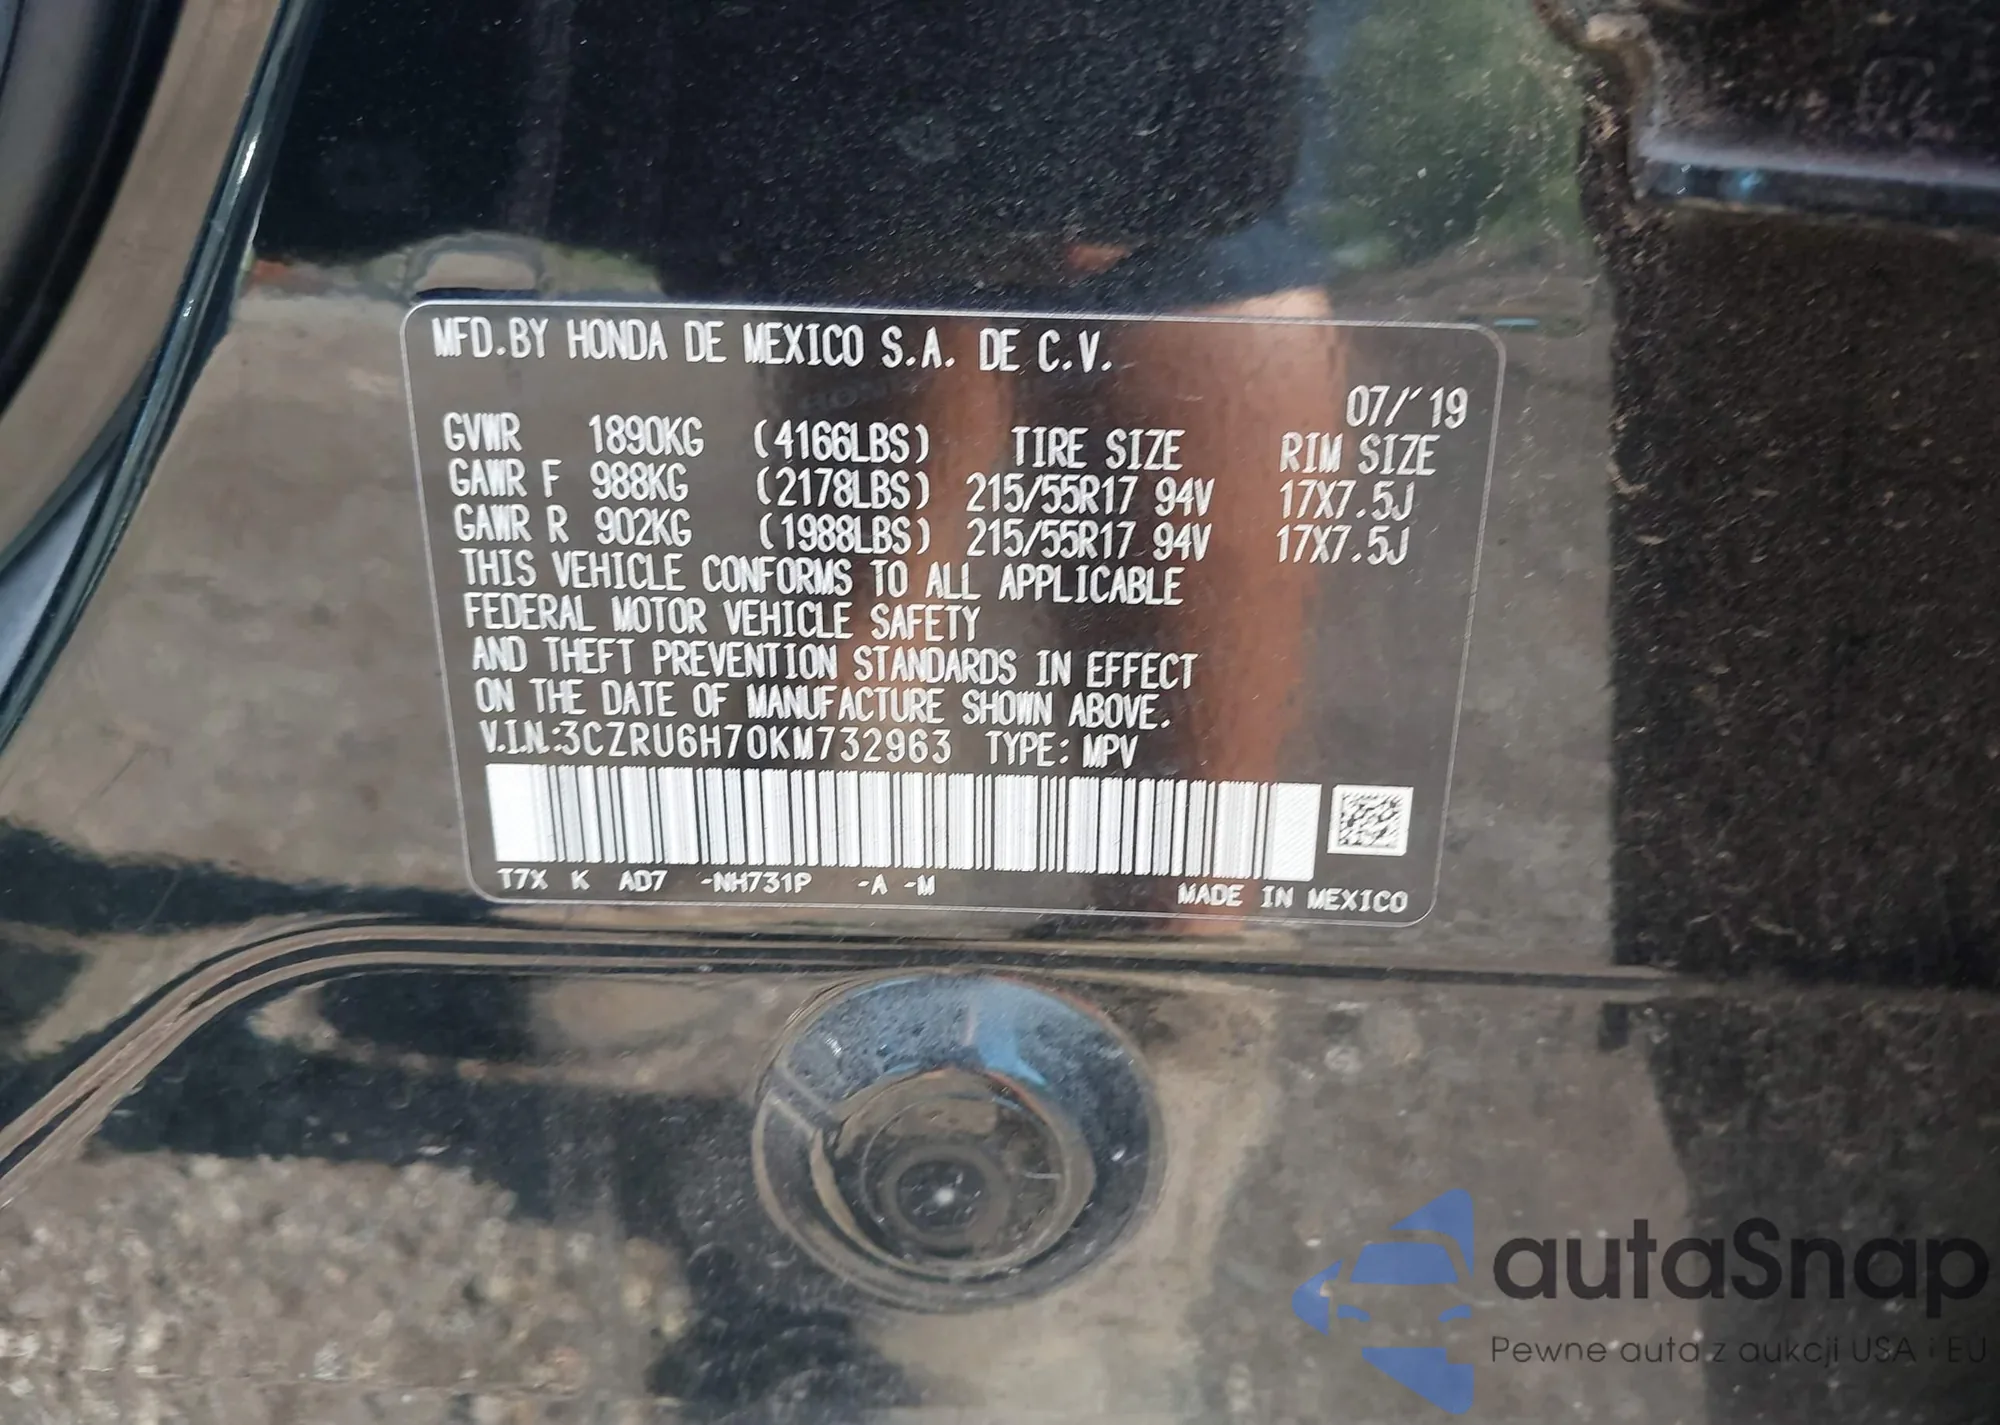 MFD.BY HONDA DE MEXICO S.A. DE C.V.
07/'19
GVWR 1890KG (4166LBS) TIRE SIZE RIM SIZE
GAWR F 988KG (2178LBS) 215/55R17 94V 17X7.5J
GAWR R 902KG (1988LBS) 215/55R17 94V 17X7.5J
THIS VEHICLE CONFORMS TO ALL APPLICABLE
FEDERAL MOTOR VEHICLE SAFETY
AND THEFT PREVENTION STANDARDS IN EFFECT
ON THE DATE OF MANUFACTURE SHOWN ABOVE.
V.I.N.:3CZRU6H70KM732963 TYPE: MPV
T7X K AD7 -NH731P -A -M MADE IN MEXICO
autaSnap
Pewne auta z aukcji USA i EU